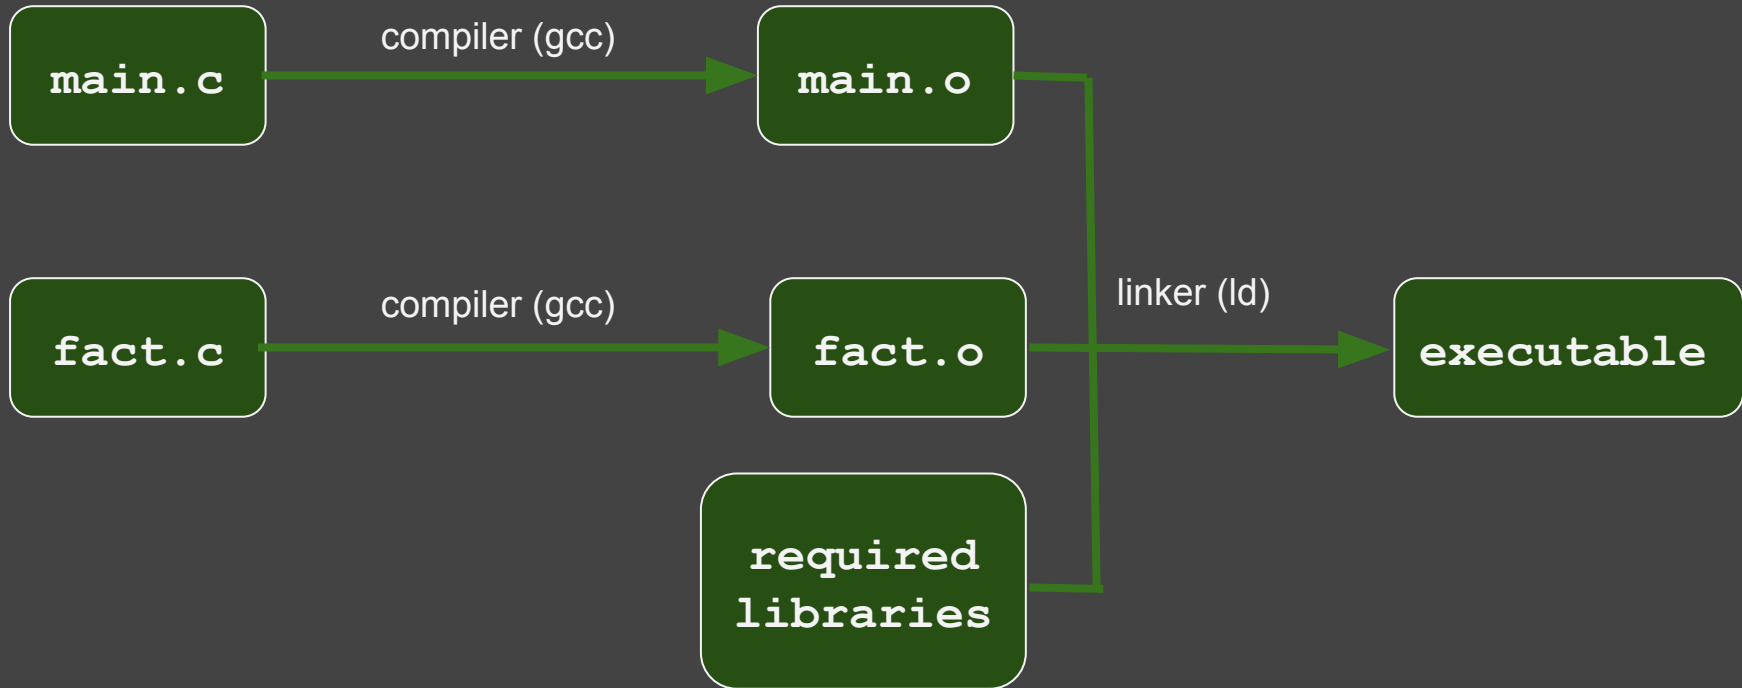 main.c
compiler (gcc)
main.o
fact.c
compiler (gcc)
fact.o
linker (ld)
executable
required
libraries